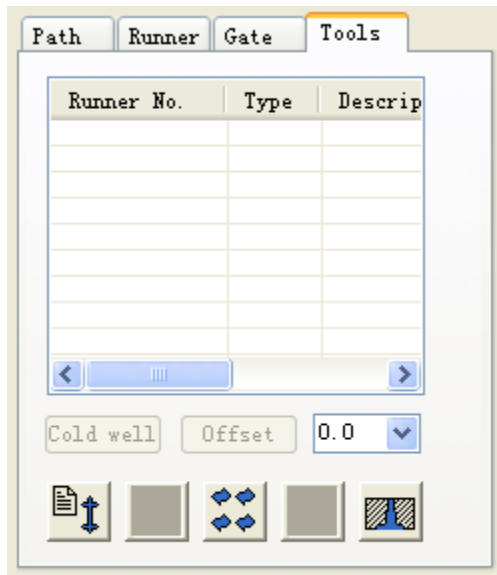 Path Runner Gate Tools
Runner No. Type Descrip
Cold well Offset 0.0